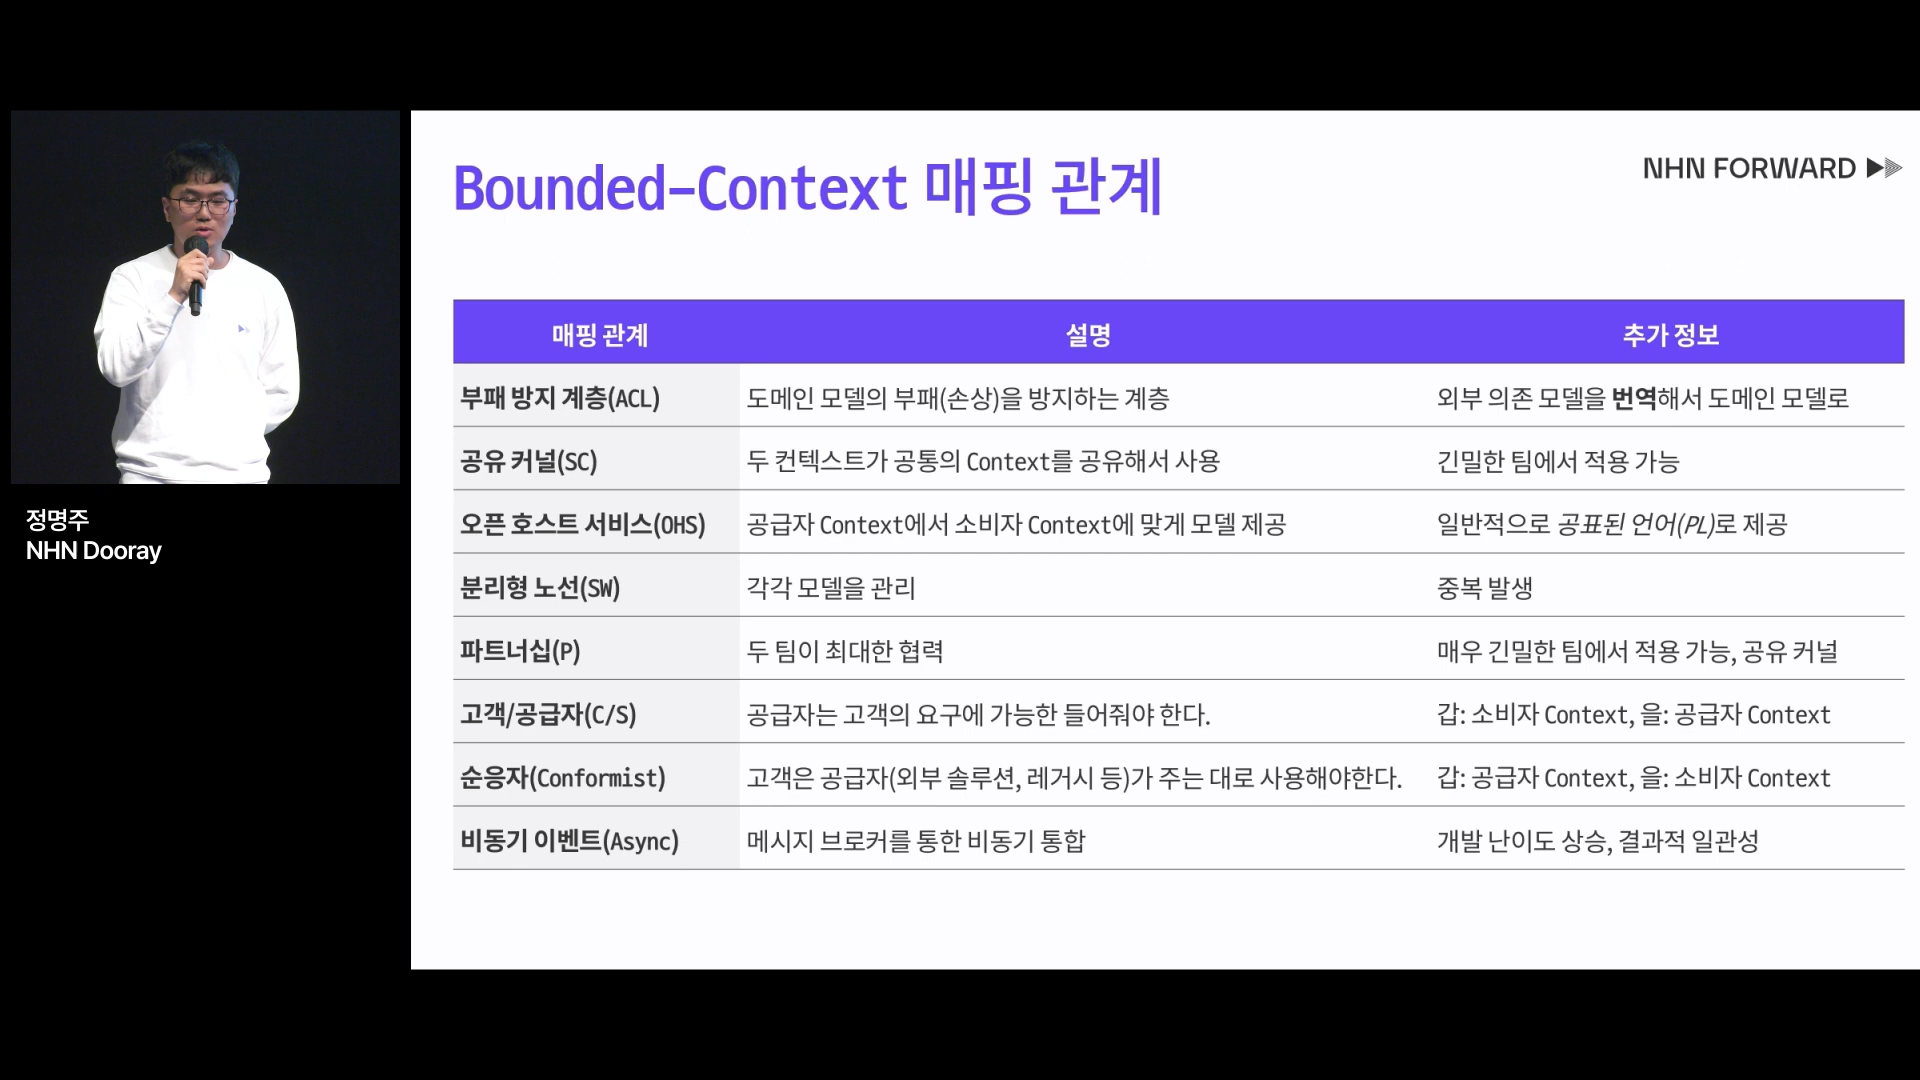 Bounded-Context 매핑 관계
NHN FORWARD
매핑 관계 설명 추가 정보
부패 방지 계층(ACL) 도메인 모델의 부패(손상)을 방지하는 계층 외부 의존 모델을 번역해서 도메인 모델로
공유 커널(SC) 두 컨텍스트가 공통의 Context를 공유해서 사용 긴밀한 팀에서 적용 가능
오픈 호스트 서비스(OHS) 공급자 Context에서 소비자 Context에 맞게 모델 제공 일반적으로 공표된 언어(PL)로 제공
분리형 노선(SW) 각각 모델을 관리 중복 발생
파트너십(P) 두 팀이 최대한 협력 매우 긴밀한 팀에서 적용 가능, 공유 커널
고객/공급자(C/S) 공급자는 고객의 요구에 가능한 들어줘야 한다. 갑: 소비자 Context, 을: 공급자 Context
순응자(Conformist) 고객은 공급자(외부 솔루션, 레거시 등)가 주는 대로 사용해야한다. 갑: 공급자 Context, 을: 소비자 Context
비동기 이벤트(Async) 메시지 브로커를 통한 비동기 통합 개발 난이도 상승, 결과적 일관성
정명주
NHN Dooray